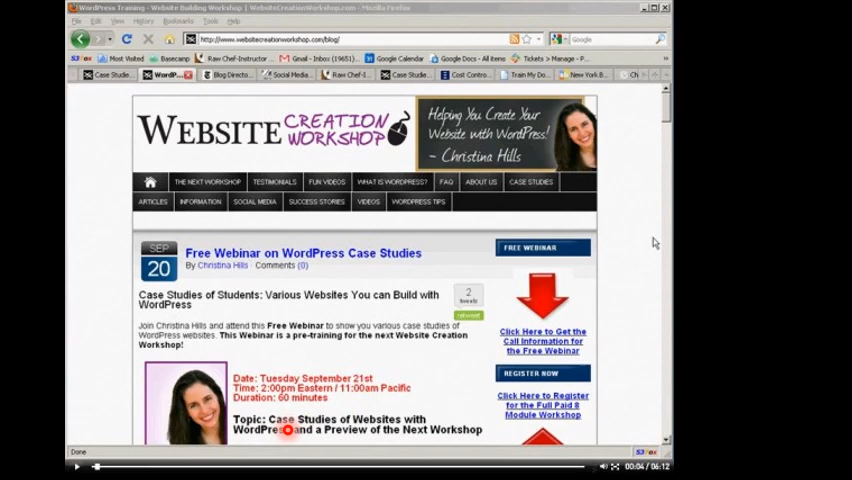 WordPress Training - Website Building Workshop | WebsiteCreationWorkshop.com - Mozilla Firefox
File Edit View History Bookmarks Tools Help
http://www.websitecreationworkshop.com/blog/
Google
Most Visited Basecamp Raw Chef-Instructor ... Gmail - Inbox (19651)... Google Calendar Google Docs - All items Tickets > Manage - P...
Case Studie... WordP... Blog Directo... Social Media... Raw Chef-I... Case Studie... Cost Contro... Train My Do... New York B... Ch
WEBSITE CREATION WORKSHOP
Helping You Create Your
Website with WordPress!
~ Christina Hills
THE NEXT WORKSHOP TESTIMONIALS FUN VIDEOS WHAT IS WORDPRESS? FAQ ABOUT US CASE STUDIES
ARTICLES INFORMATION SOCIAL MEDIA SUCCESS STORIES VIDEOS WORDPRESS TIPS
SEP
20
Free Webinar on WordPress Case Studies
By Christina Hills Comments (0)
Case Studies of Students: Various Websites You can Build with
WordPress
2
tweets
retweet
Join Christina Hills and attend this Free Webinar to show you various case studies of
WordPress websites. This Webinar is a pre-training for the next Website Creation
Workshop!
Date: Tuesday September 21st
Time: 2:00pm Eastern / 11:00am Pacific
Duration: 60 minutes
Topic: Case Studies of Websites with
WordPress and a Preview of the Next Workshop
FREE WEBINAR
Click Here to Get the
Call Information for
the Free Webinar
REGISTER NOW
Click Here to Register
for the Full Paid 8
Module Workshop
Done
S3Fox
00:04 / 06:12